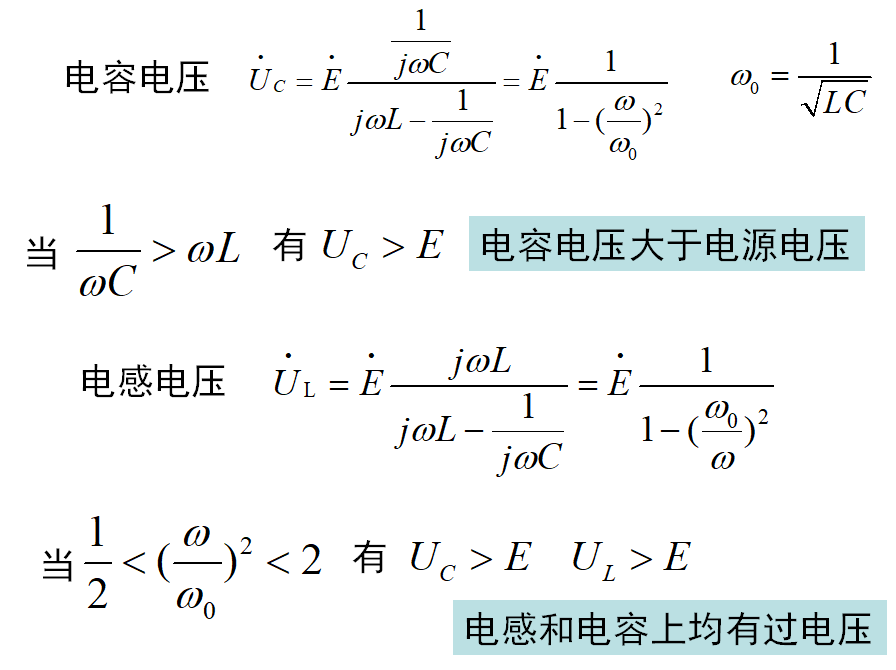 电容电压 $\dot{U}_C = \dot{E} \frac{\frac{1}{j\omega C}}{j\omega L - \frac{1}{j\omega C}} = \dot{E} \frac{1}{1-(\frac{\omega}{\omega_0})^2}$ $\omega_0 = \frac{1}{\sqrt{LC}}$
当 $\frac{1}{\omega C} > \omega L$ 有 $U_C > E$ 电容电压大于电源电压
电感电压 $\dot{U}_L = \dot{E} \frac{j\omega L}{j\omega L - \frac{1}{j\omega C}} = \dot{E} \frac{1}{1-(\frac{\omega_0}{\omega})^2}$
当 $\frac{1}{2} < (\frac{\omega}{\omega_0})^2 < 2$ 有 $U_C > E$ $U_L > E$
电感和电容上均有过电压